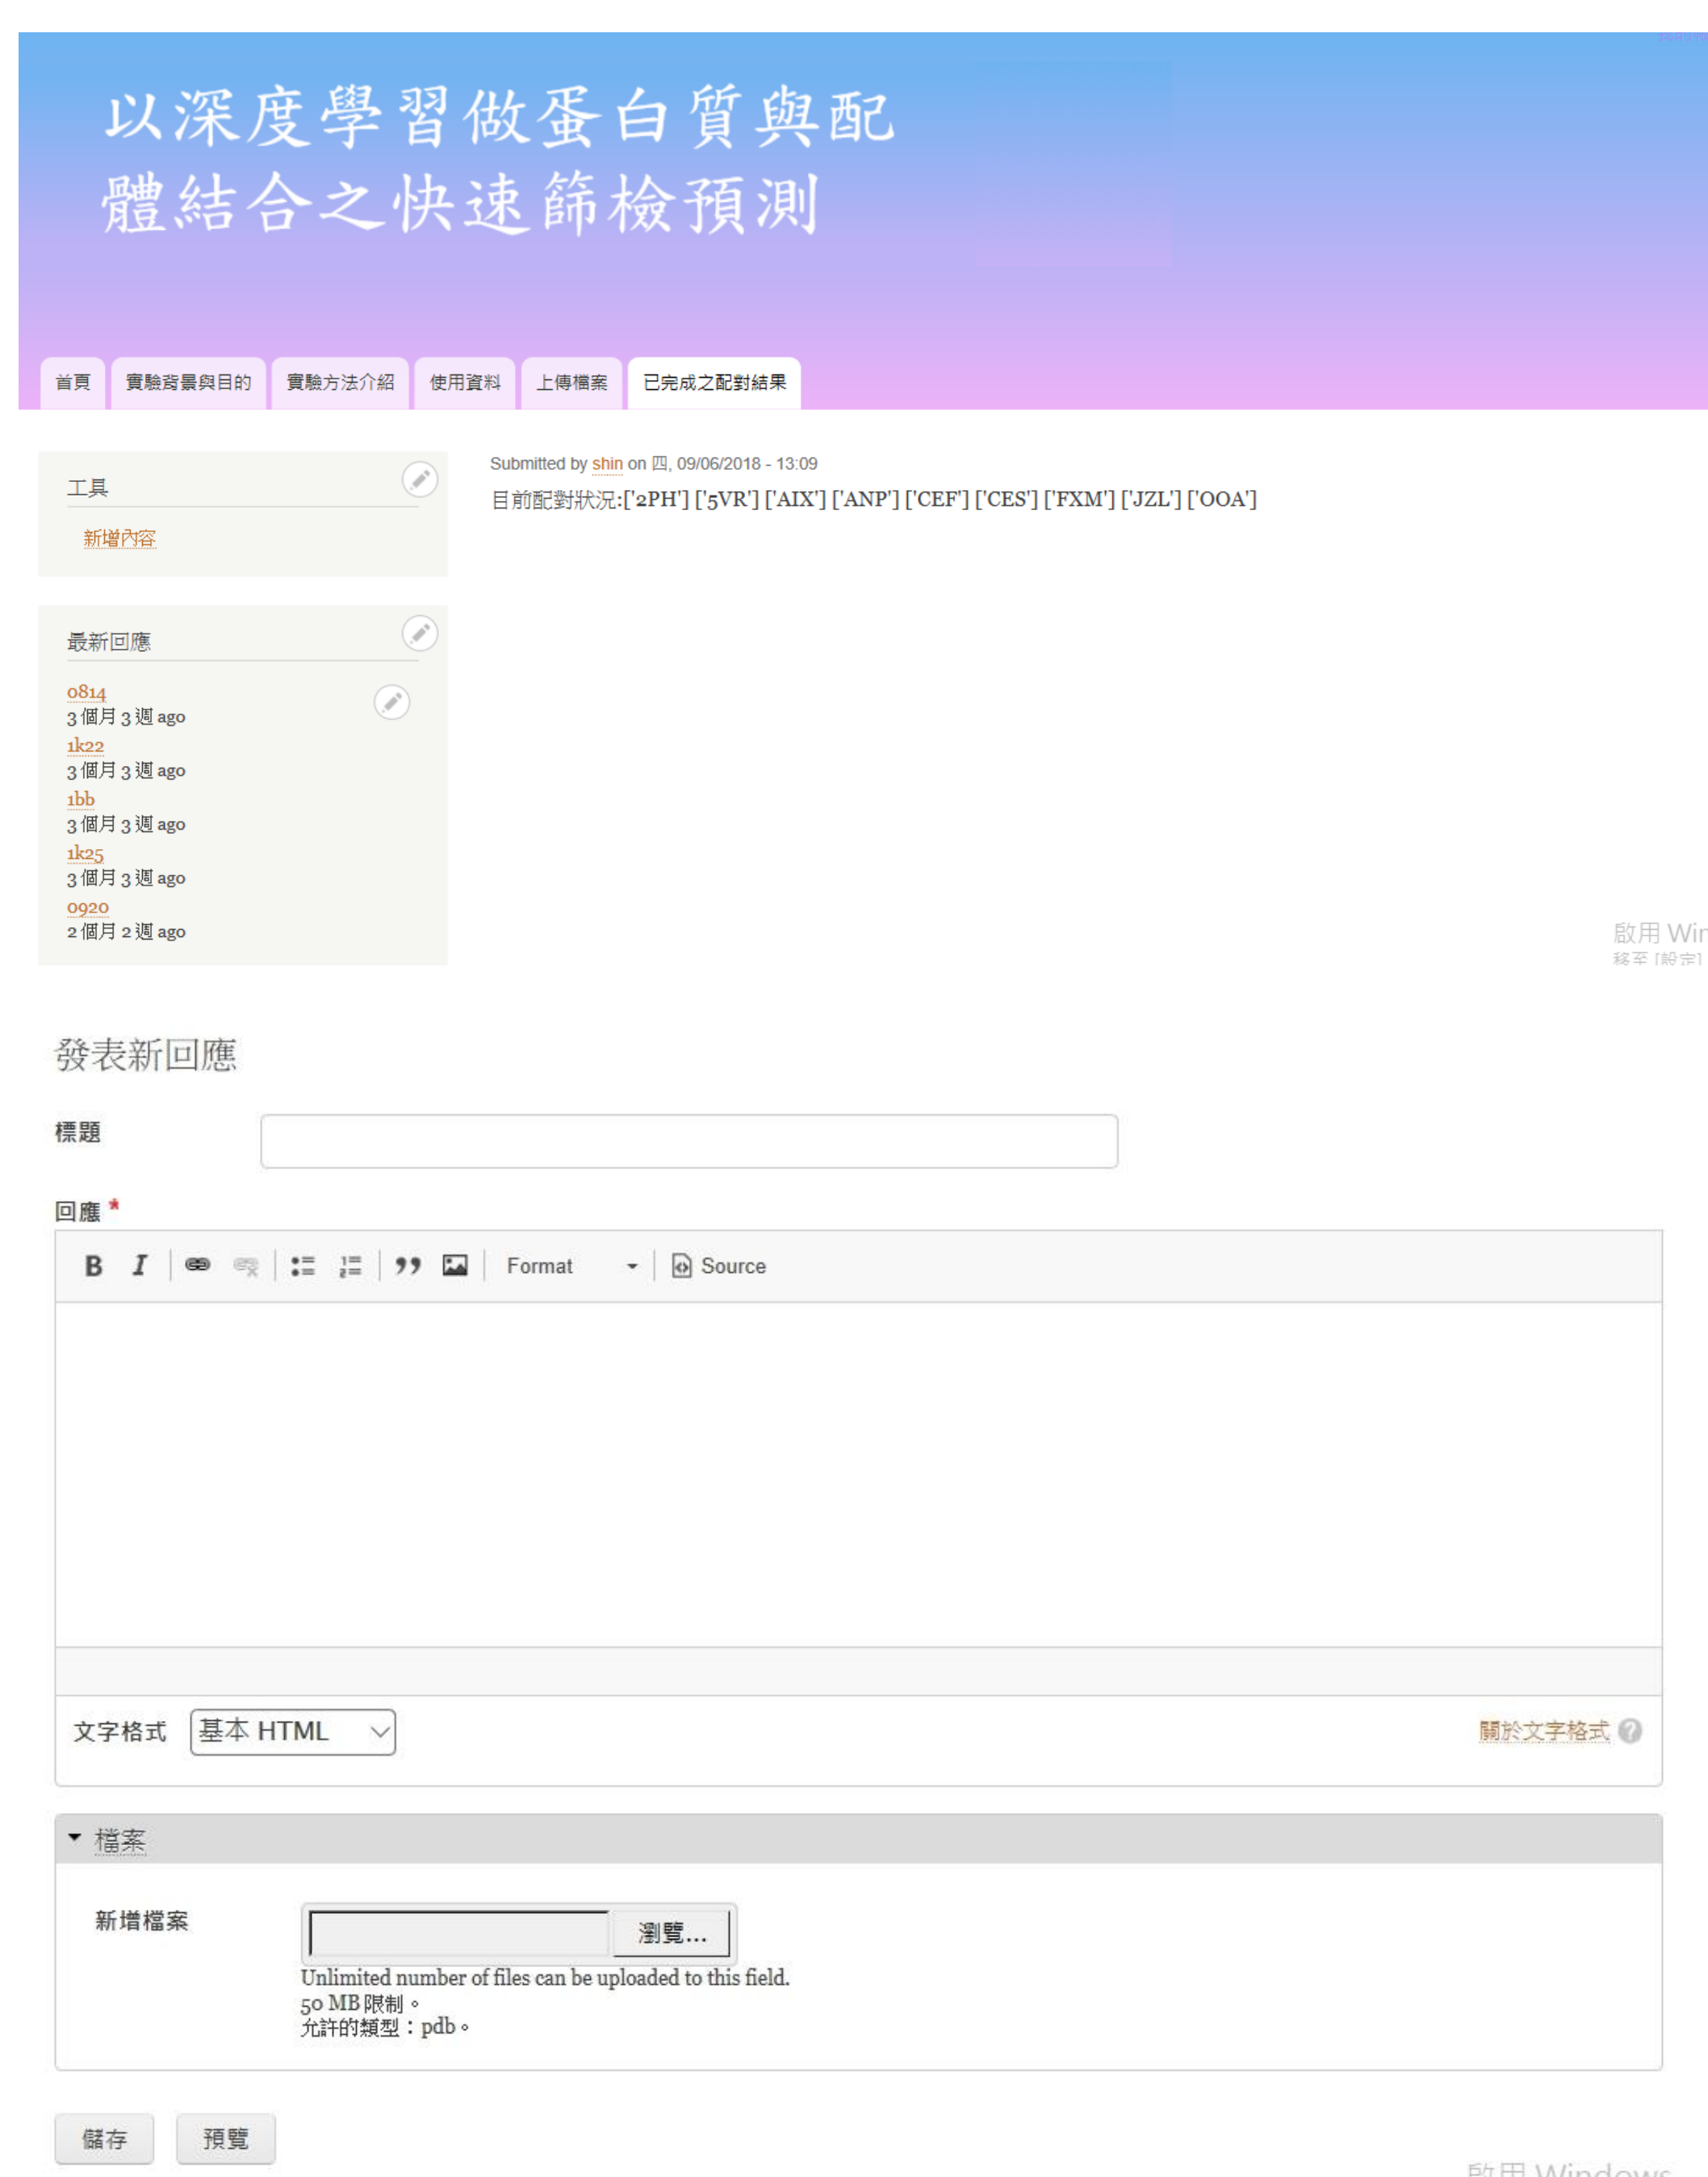 以深度學習做蛋白質與配
體結合之快速篩檢預測
首頁 實驗背景與目的 實驗方法介紹 使用資料 上傳檔案 已完成之配對結果
工具
新增內容
Submitted by shin on 四, 09/06/2018 - 13:09
目前配對狀況:['2PH'] ['5VR'] ['AIX'] ['ANP'] ['CEF'] ['CES'] ['FXM'] ['JZL'] ['OOA']
最新回應
0814
3 個月 3 週 ago
1k22
3 個月 3 週 ago
1bb
3 個月 3 週 ago
1k25
3 個月 3 週 ago
0920
2 個月 2 週 ago
啟用 Win
移至 [設定]
發表新回應
標題
回應 *
B I Format Source
文字格式 基本 HTML 關於文字格式 ?
檔案
新增檔案 瀏覽...
Unlimited number of files can be uploaded to this field.
50 MB 限制。
允許的類型：pdb。
儲存 預覽
啟用 Windows